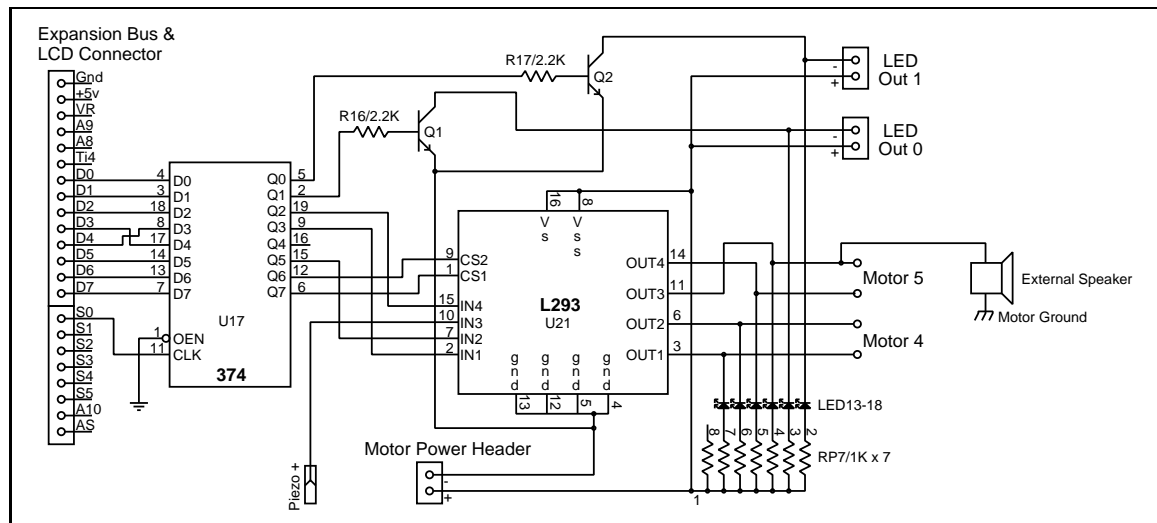 Expansion Bus &
LCD Connector
Gnd
+5v
VR
A9
A8
Ti4
D0
D1
D2
D3
D4
D5
D6
D7
S0
S1
S2
S3
S4
S5
A10
AS
4 D0 Q0 5
3 D1 Q1 2
18 D2 Q2 19
8 D3 Q3 9
17 D4 Q4 16
14 D5 Q5 15
13 D6 Q6 12
7 D7 Q7 6
U17
1 OEN
11 CLK
374
R16/2.2K
Q1
R17/2.2K
Q2
- LED
+ Out 1
- LED
+ Out 0
16 8
Vss Vss
9 CS2
1 CS1
15 IN4
10 IN3
7 IN2
2 IN1
L293
U21
OUT4 14
OUT3 11
OUT2 6
OUT1 3
gnd gnd gnd gnd
13 12 5 4
Motor 5
Motor 4
External Speaker
Motor Ground
LED13-18
8 7 6 5 4 3 2
RP7/1K x 7
1
Motor Power Header
-
+
Piezo +